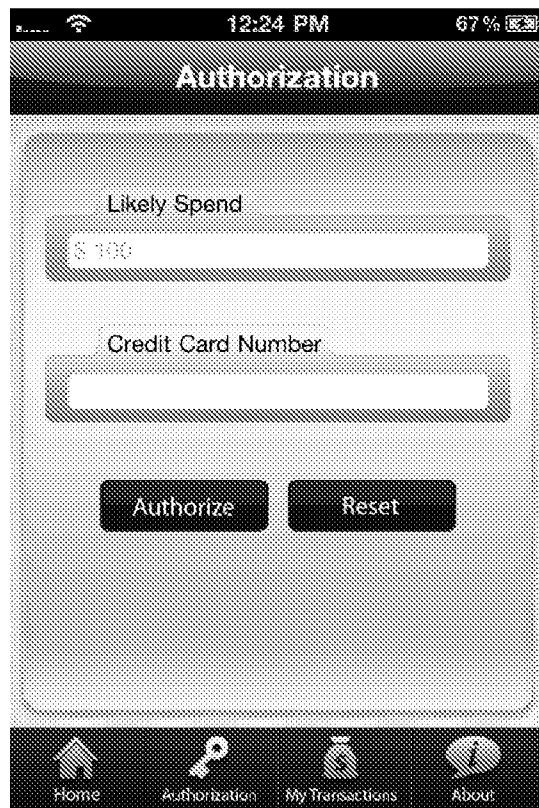 12:24 PM 67%
Authorization
Likely Spend
$ 100
Credit Card Number
Authorize Reset
Home Authorization My Transactions About